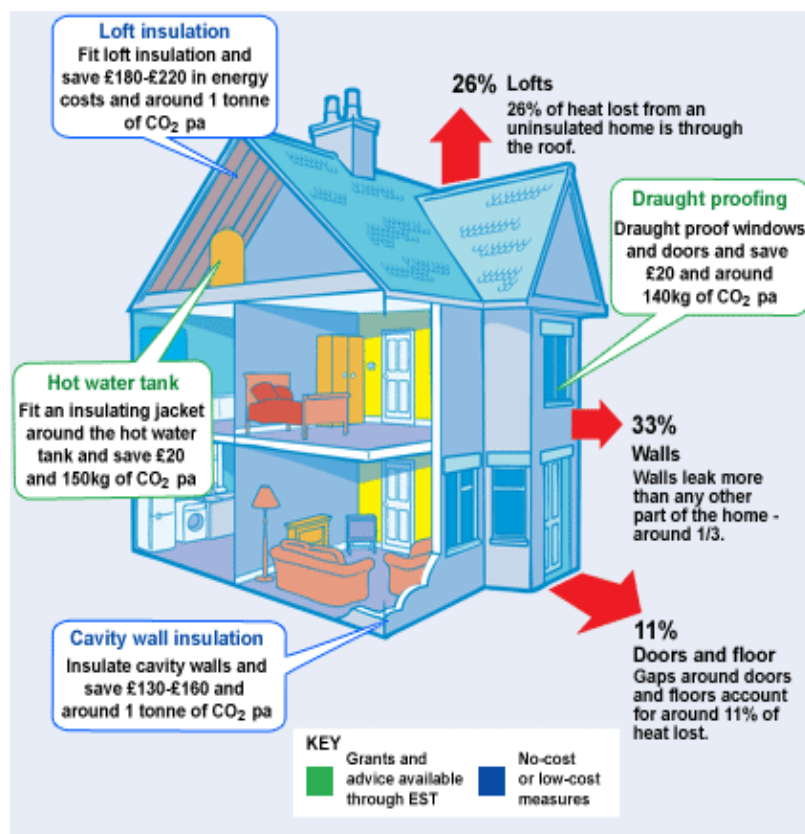 Loft insulation
Fit loft insulation and
save £180-£220 in energy
costs and around 1 tonne
of CO₂ pa
26% Lofts
26% of heat lost from an
uninsulated home is through
the roof.
Draught proofing
Draught proof windows
and doors and save
£20 and around
140kg of CO₂ pa
Hot water tank
Fit an insulating jacket
around the hot water
tank and save £20
and 150kg of CO₂ pa
33%
Walls
Walls leak more
than any other
part of the home -
around 1/3.
Cavity wall insulation
Insulate cavity walls and
save £130-£160 and
around 1 tonne of CO₂ pa
11%
Doors and floor
Gaps around doors
and floors account
for around 11% of
heat lost.
KEY
Grants and
advice available
through EST
No-cost
or low-cost
measures